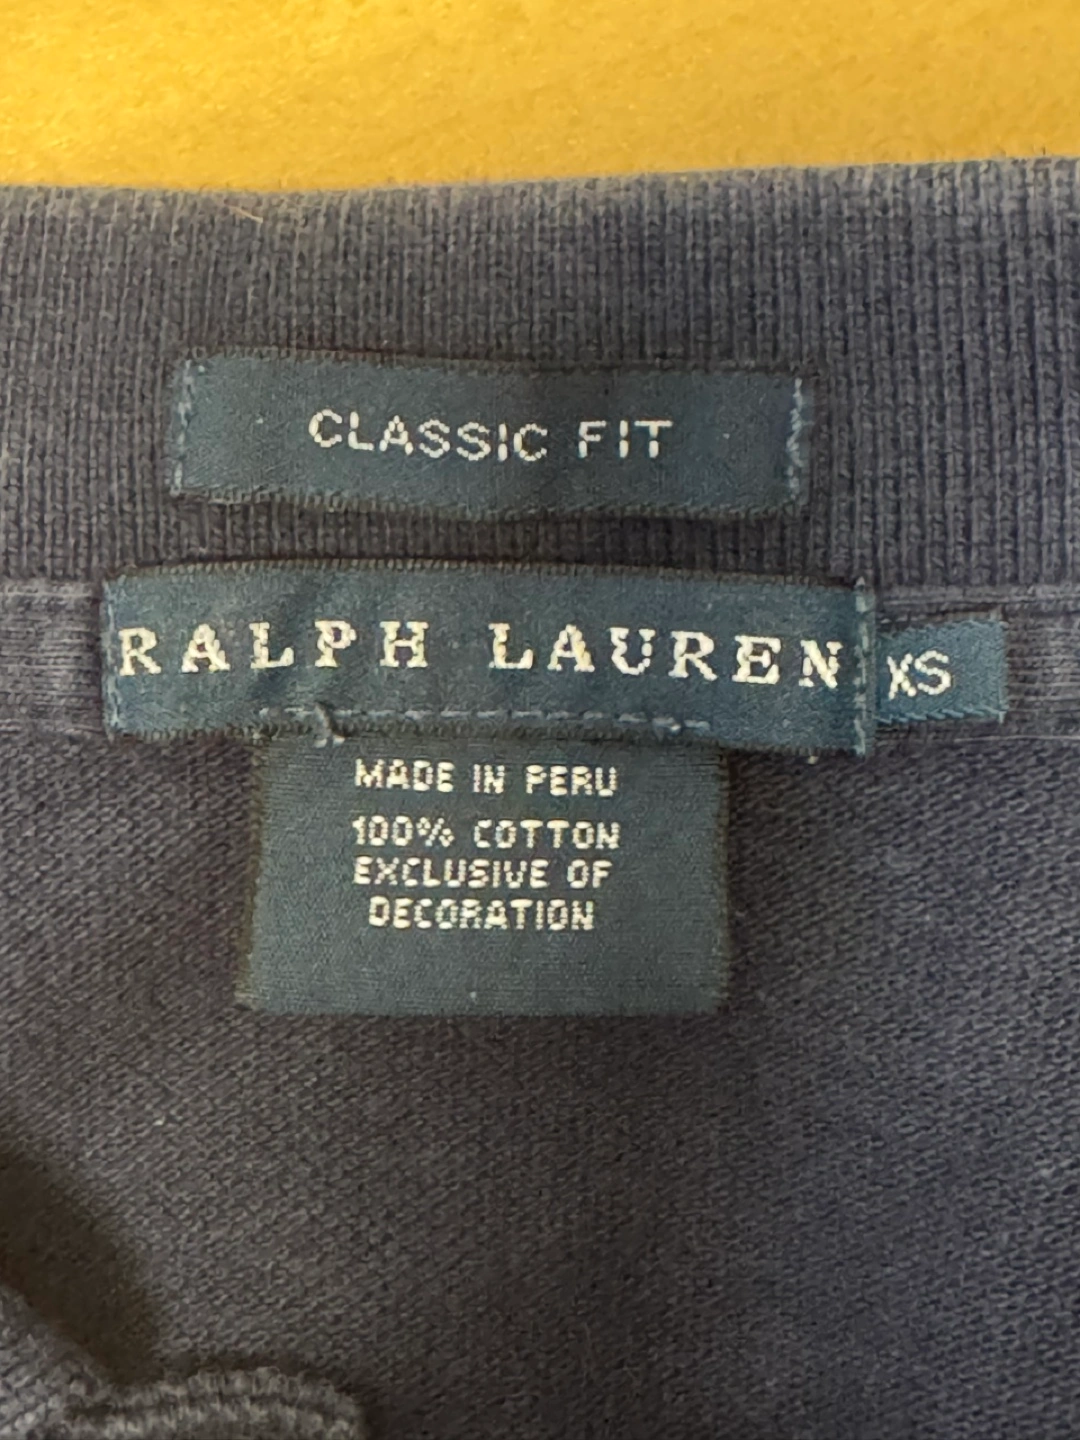 CLASSIC FIT
RALPH LAUREN XS
MADE IN PERU
100% COTTON
EXCLUSIVE OF
DECORATION